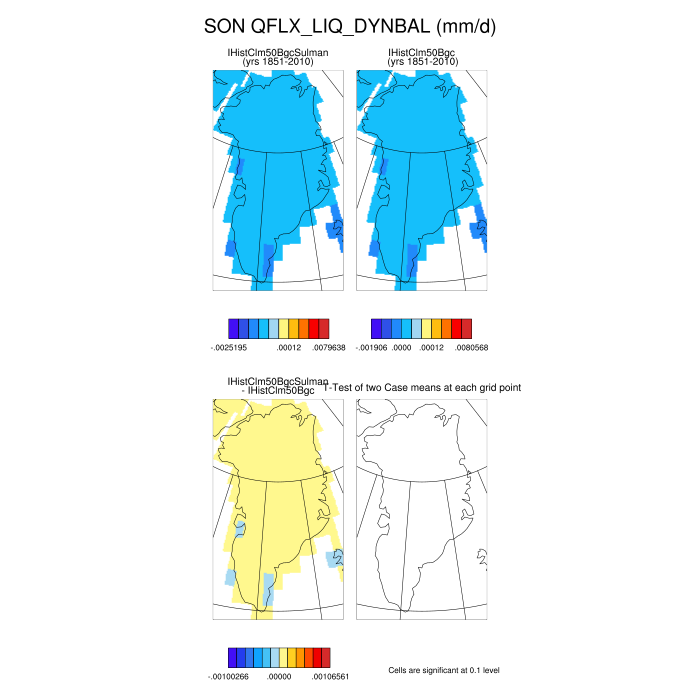 SON QFLX_LIQ_DYNBAL (mm/d)
IHistClm50BgcSulman
(yrs 1851-2010)
IHistClm50Bgc
(yrs 1851-2010)
-.0025195 .00012 .0079638
-.001906 .0000 .00012 .0080568
IHistClm50BgcSulman
- IHistClm50Bgc
T-Test of two Case means at each grid point
-.00100266 .00000 .00106561
Cells are significant at 0.1 level